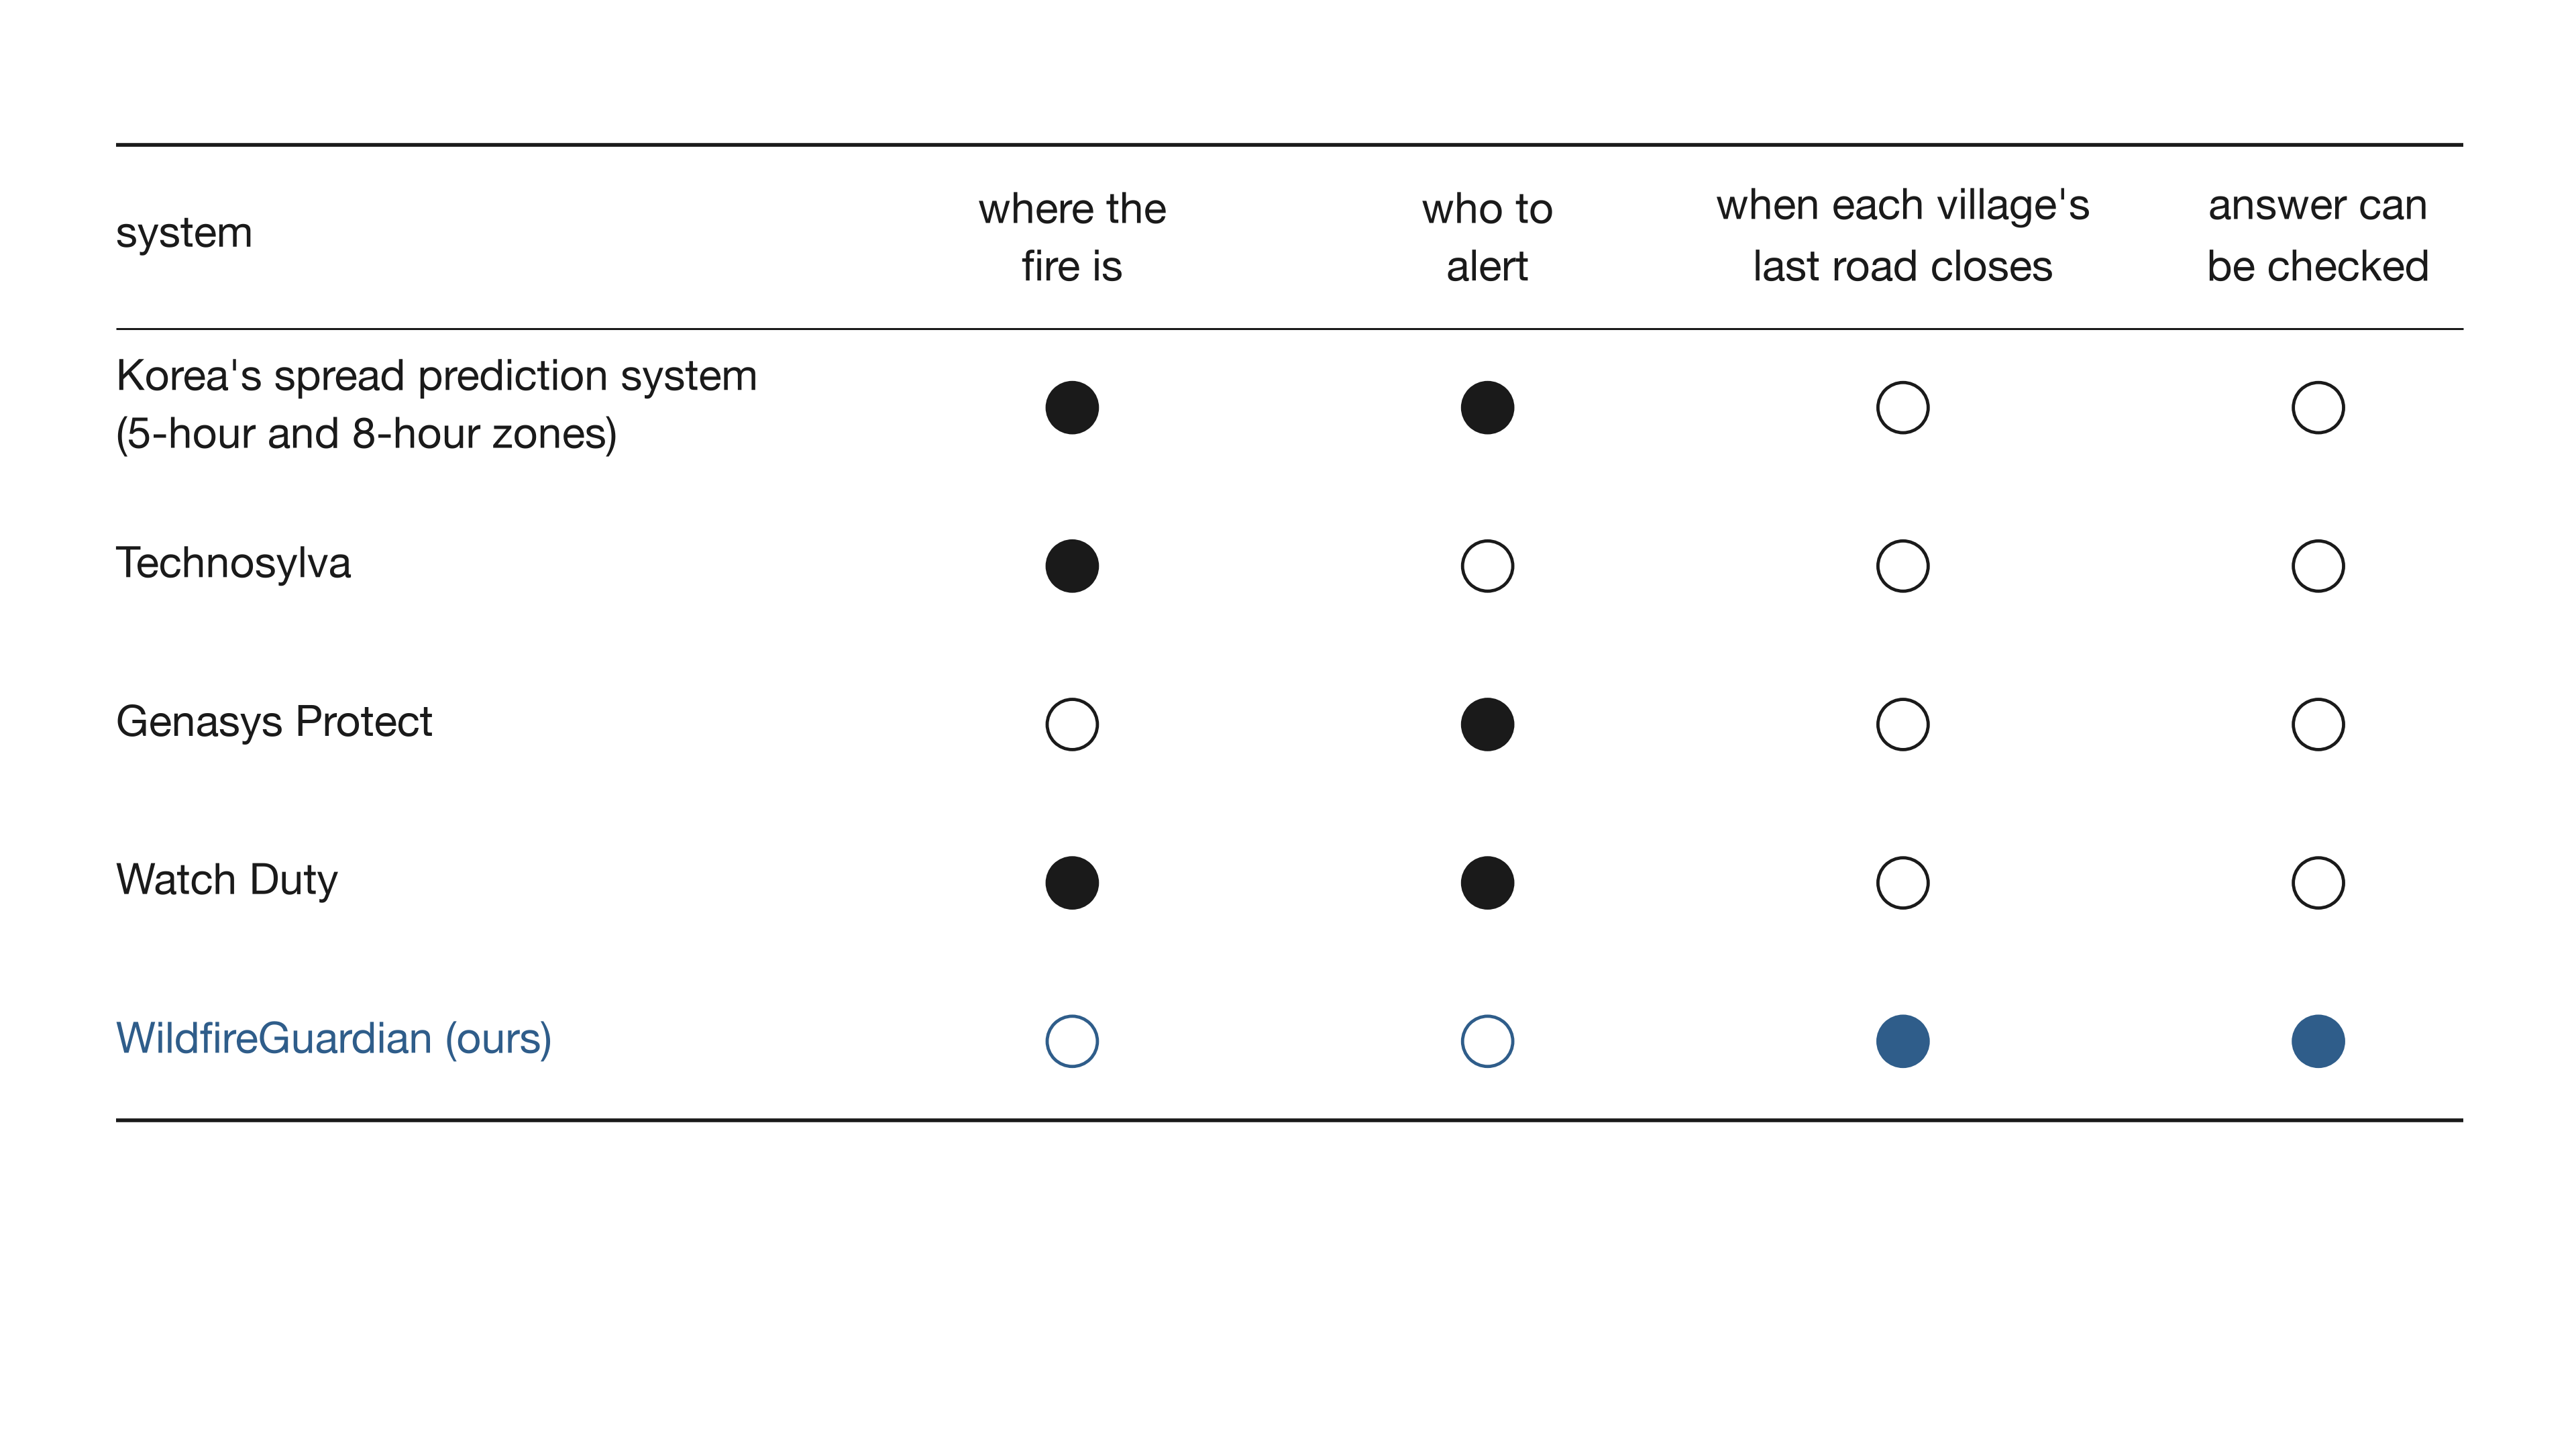 system
where the
fire is
who to
alert
when each village's
last road closes
answer can
be checked
Korea's spread prediction system
(5-hour and 8-hour zones)
Technosylva
Genasys Protect
Watch Duty
WildfireGuardian (ours)